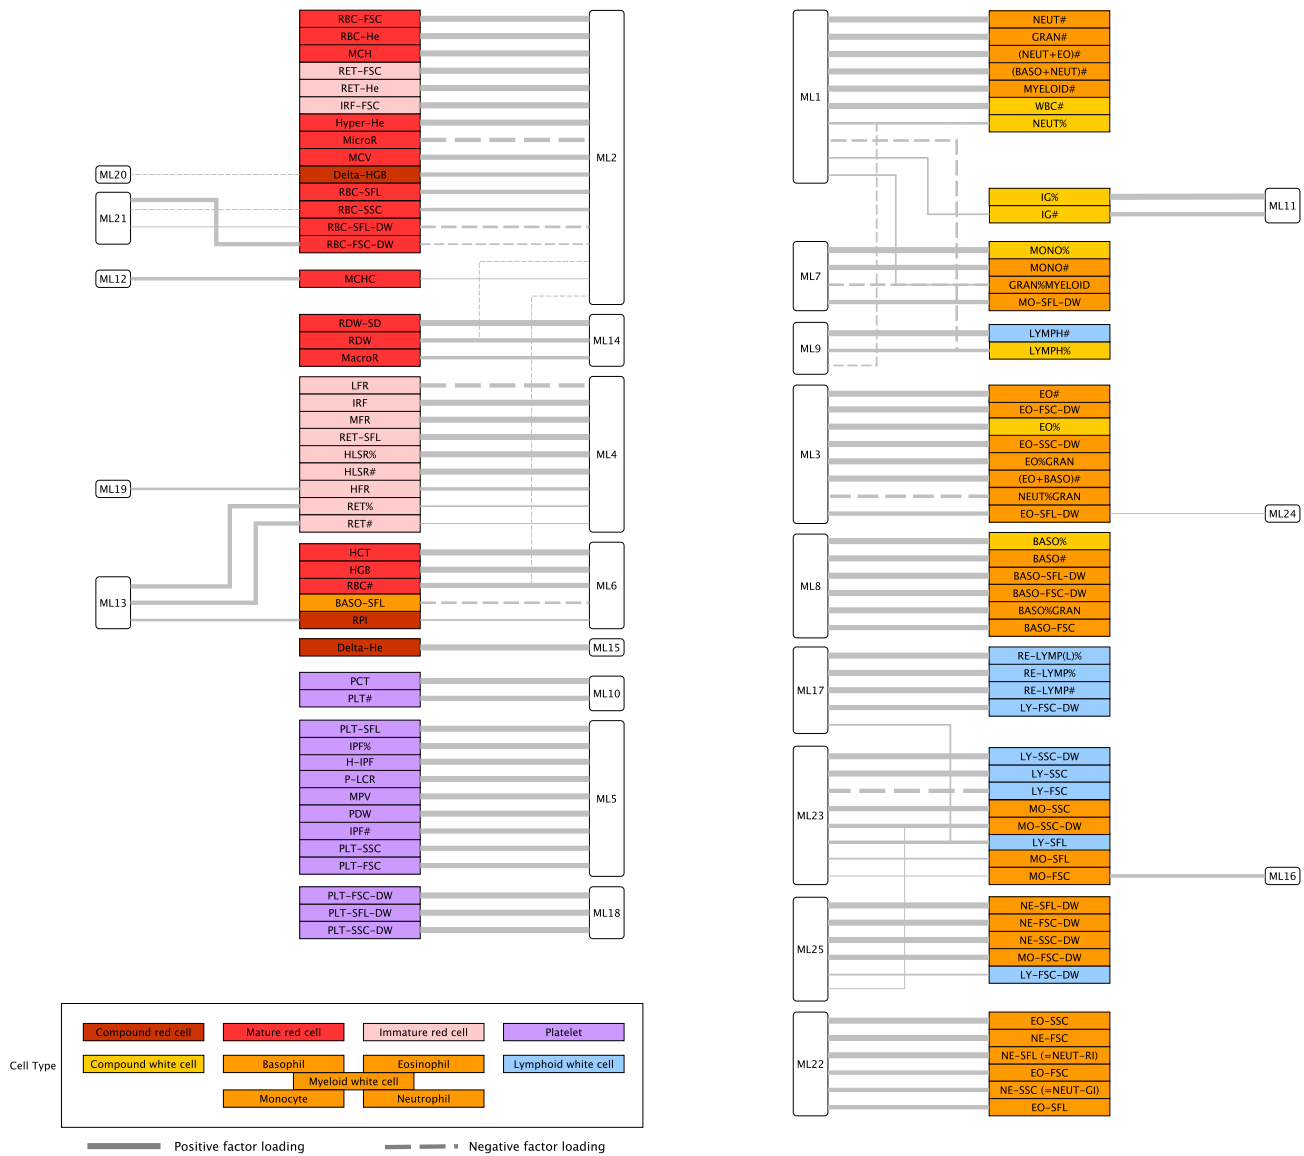 RBC-FSC
RBC-He
MCH
RET-FSC
RET-He
IRF-FSC
Hyper-He
MicroR
MCV
Delta-HGB
RBC-SFL
RBC-SSC
RBC-SFL-DW
RBC-FSC-DW
ML2
ML20
ML21
ML12
MCHC
RDW-SD
RDW
MacroR
ML14
LFR
IRF
MFR
RET-SFL
HLSR%
HLSR#
HFR
RET%
RET#
ML4
ML19
ML13
HCT
HGB
RBC#
BASO-SFL
RPI
ML6
Delta-He
ML15
PCT
PLT#
ML10
PLT-SFL
IPF%
H-IPF
P-LCR
MPV
PDW
IPF#
PLT-SSC
PLT-FSC
ML5
PLT-FSC-DW
PLT-SFL-DW
PLT-SSC-DW
ML18
ML1
NEUT#
GRAN#
(NEUT+EO)#
(BASO+NEUT)#
MYELOID#
WBC#
NEUT%
IG%
IG#
ML11
ML7
MONO%
MONO#
GRAN%MYELOID
MO-SFL-DW
ML9
LYMPH#
LYMPH%
ML3
EO#
EO-FSC-DW
EO%
EO-SSC-DW
EO%GRAN
(EO+BASO)#
NEUT%GRAN
EO-SFL-DW
ML24
ML8
BASO%
BASO#
BASO-SFL-DW
BASO-FSC-DW
BASO%GRAN
BASO-FSC
ML17
RE-LYMP(L)%
RE-LYMP%
RE-LYMP#
LY-FSC-DW
ML23
LY-SSC-DW
LY-SSC
LY-FSC
MO-SSC
MO-SSC-DW
LY-SFL
MO-SFL
MO-FSC
ML16
ML25
NE-SFL-DW
NE-FSC-DW
NE-SSC-DW
MO-FSC-DW
LY-FSC-DW
ML22
EO-SSC
NE-FSC
NE-SFL (=NEUT-RI)
EO-FSC
NE-SSC (=NEUT-GI)
EO-SFL
Cell Type
Compound red cell
Mature red cell
Immature red cell
Platelet
Compound white cell
Basophil
Eosinophil
Lymphoid white cell
Myeloid white cell
Monocyte
Neutrophil
Positive factor loading
Negative factor loading